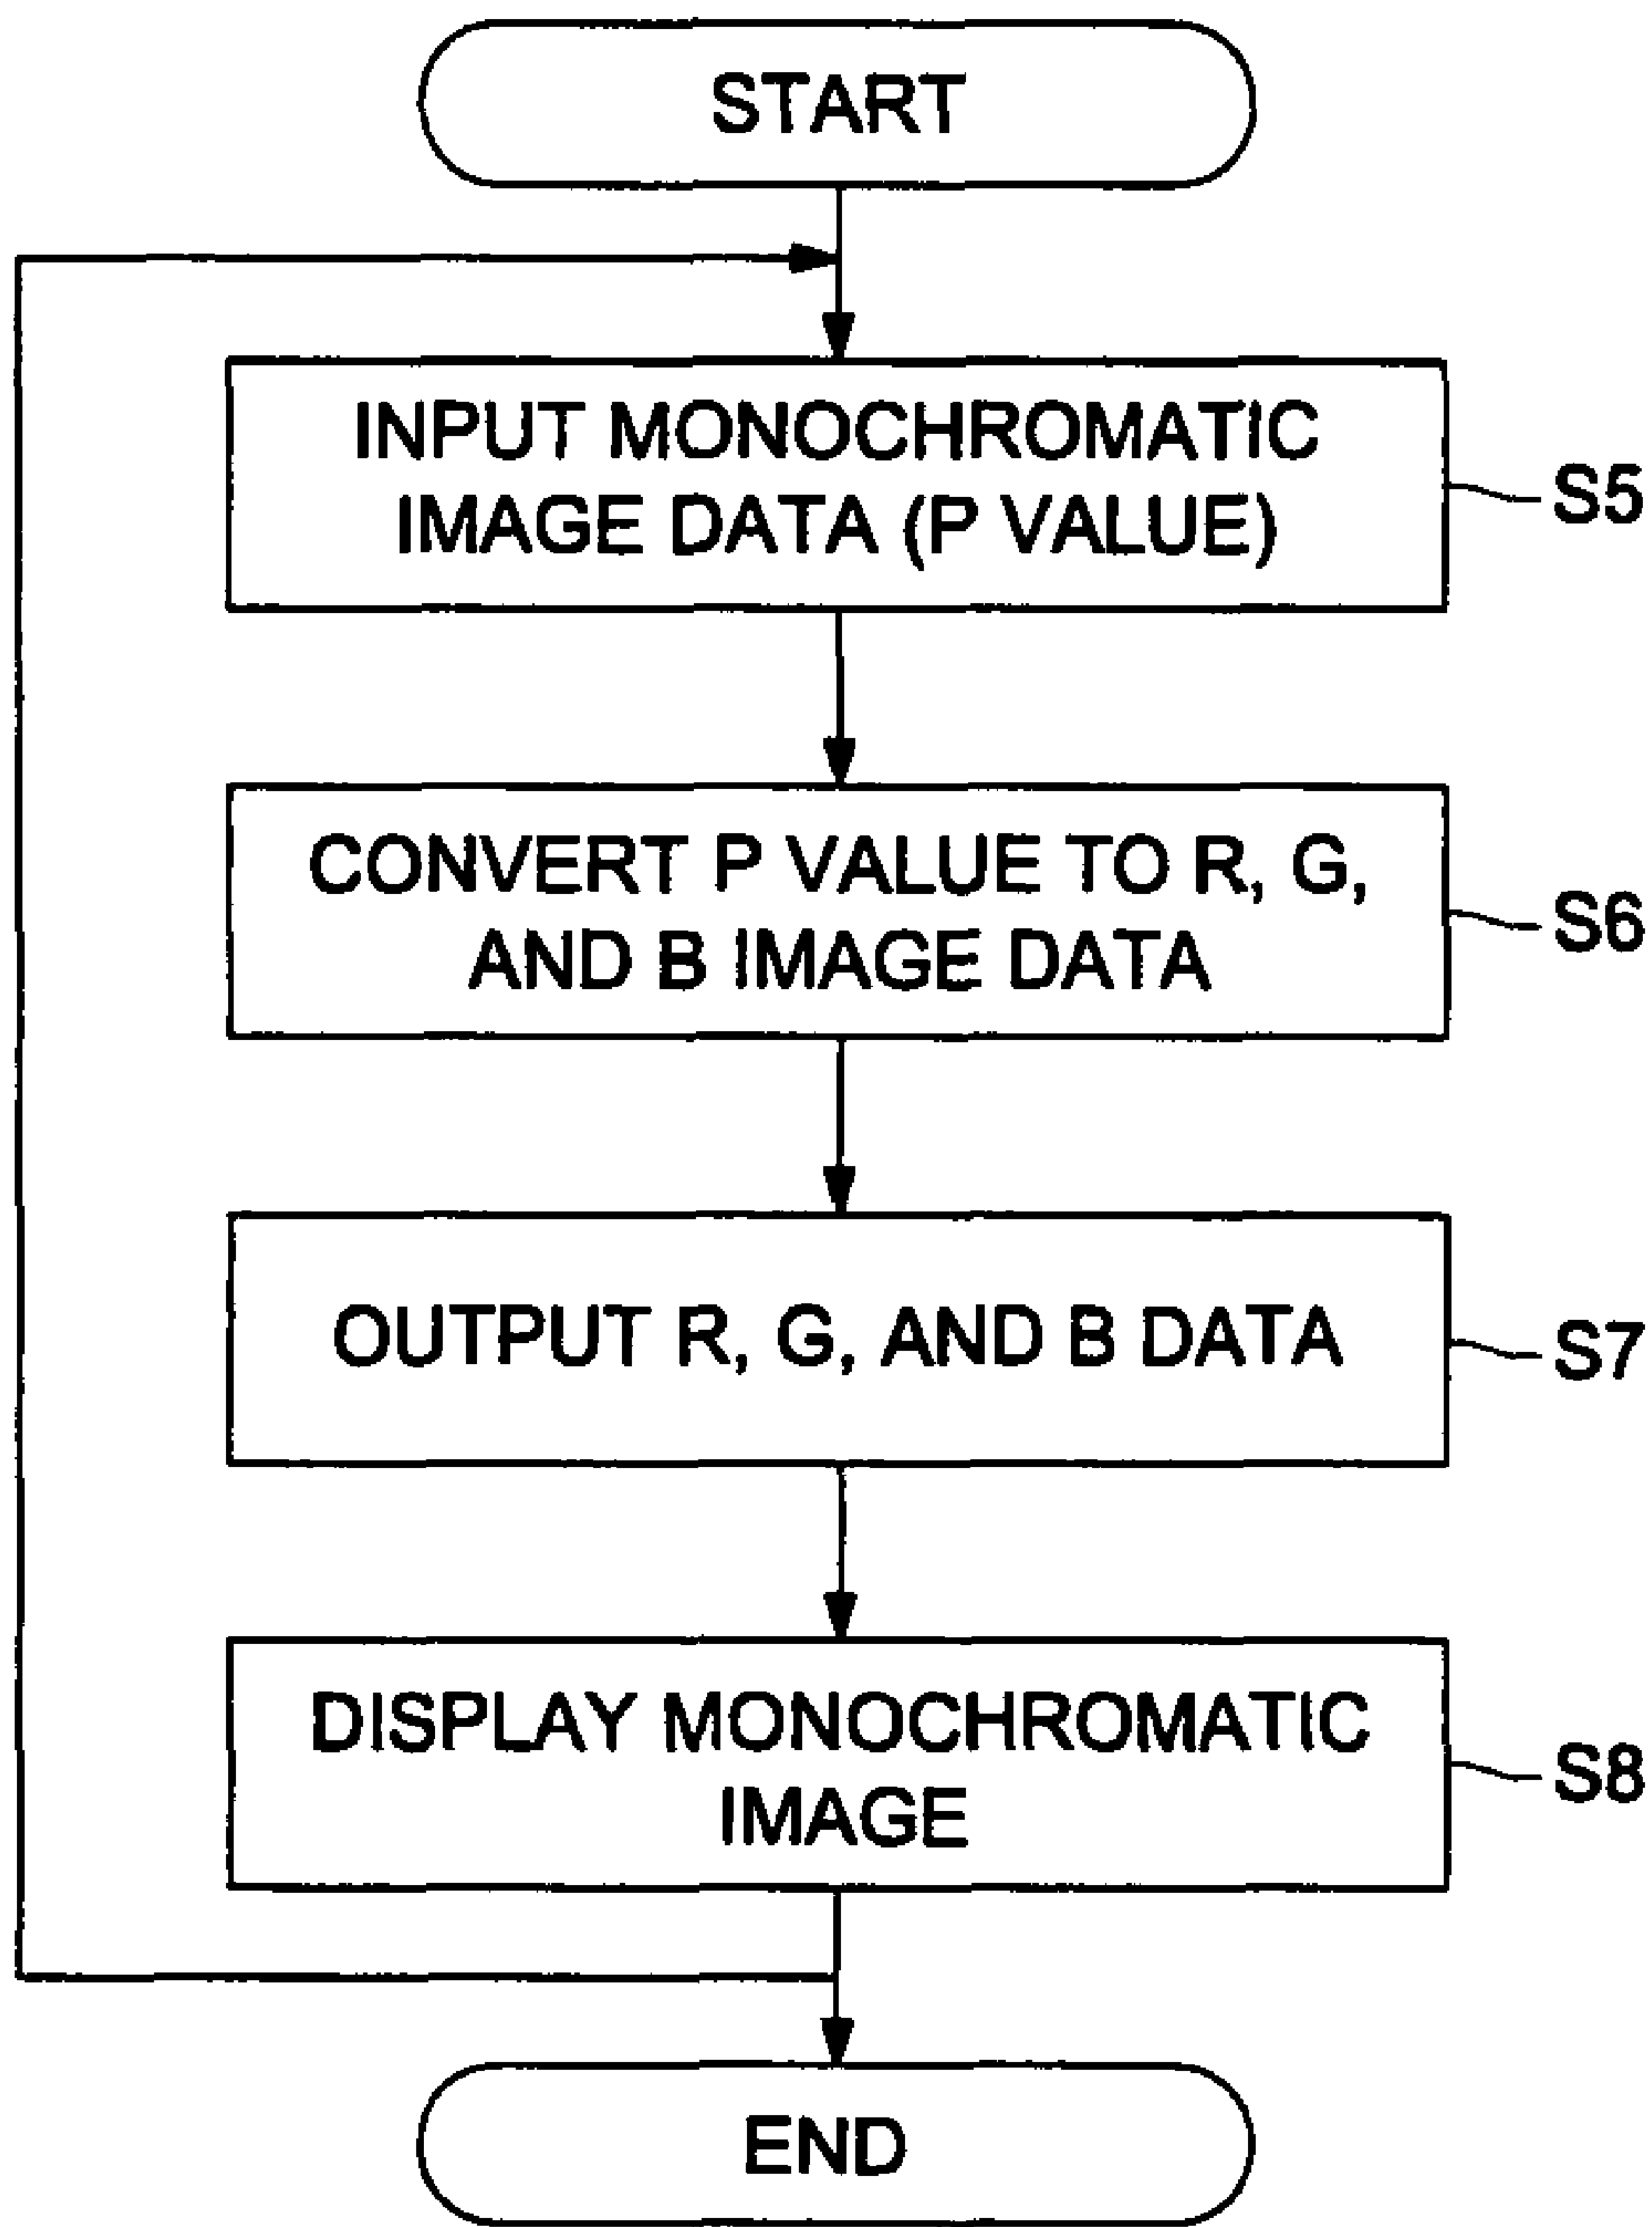 START
INPUT MONOCHROMATIC
IMAGE DATA (P VALUE)
S5
CONVERT P VALUE TO R, G,
AND B IMAGE DATA
S6
OUTPUT R, G, AND B DATA
S7
DISPLAY MONOCHROMATIC
IMAGE
S8
END